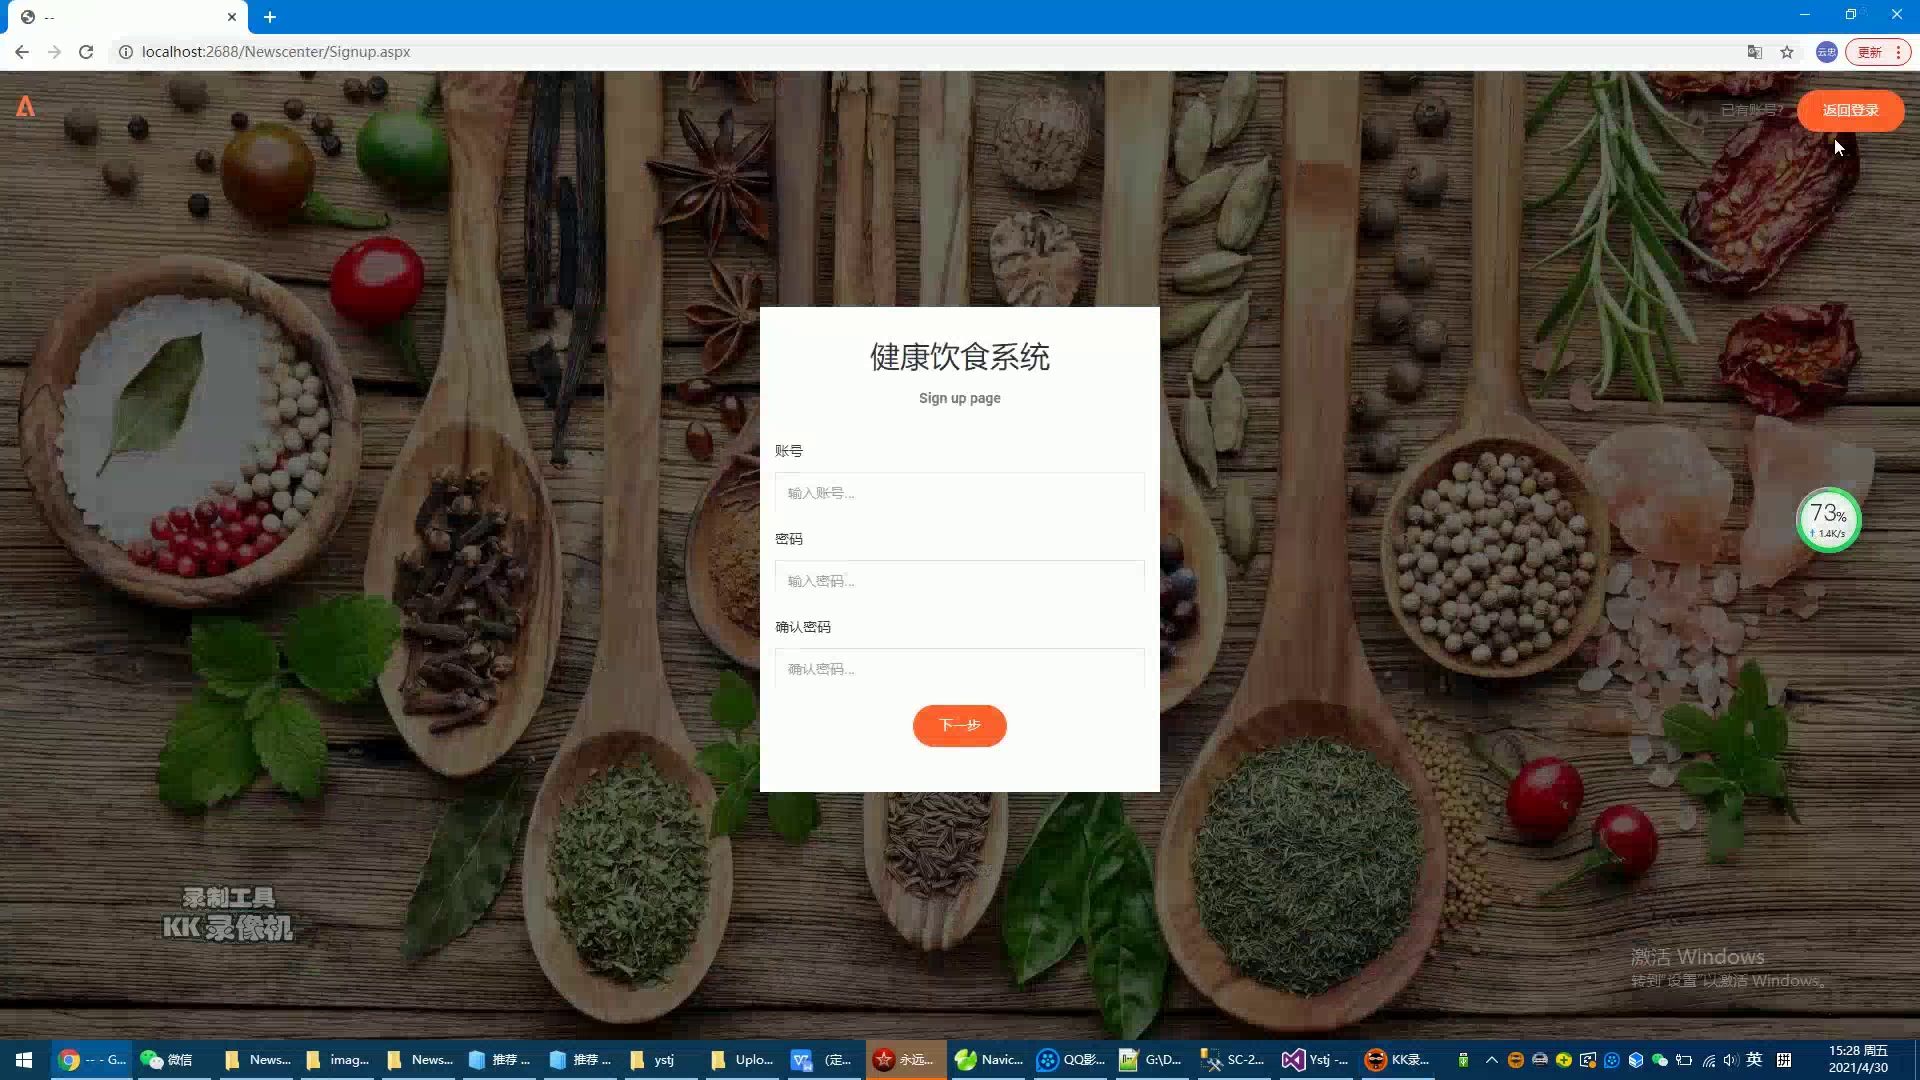 --
localhost:2688/Newscenter/Signup.aspx
云忠
更新
已有账号?
返回登录
健康饮食系统
Sign up page
账号
输入账号...
密码
输入密码...
确认密码
确认密码...
下一步
73%
1.4K/s
录制工具
KK 录像机
激活 Windows
转到"设置"以激活 Windows。
-- - G...
微信
News...
imag...
News...
推荐 ...
推荐 ...
ystj
Uplo...
(定...
永远...
Navic...
QQ影...
G:\D...
SC-2...
Ystj -...
KK录...
英
拼
15:28 周五
2021/4/30